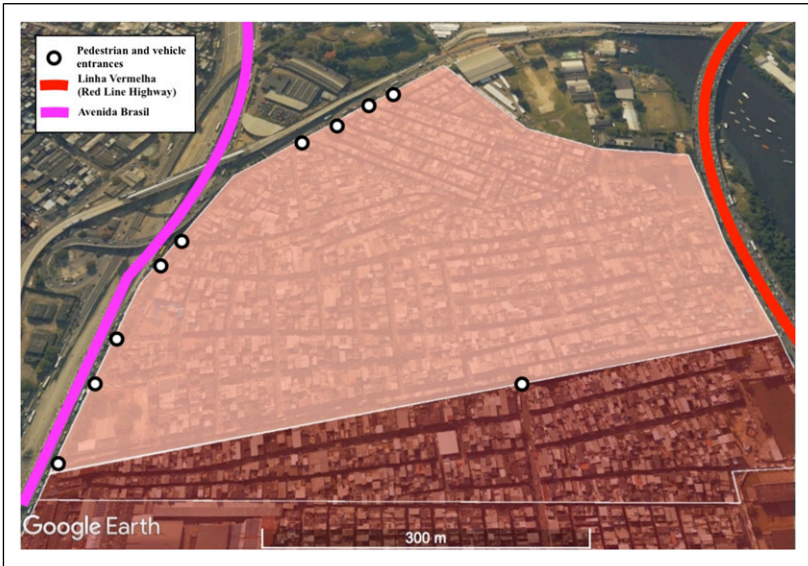 Pedestrian and vehicle
entrances
Linha Vermelha
(Red Line Highway)
Avenida Brasil
Google Earth
300 m